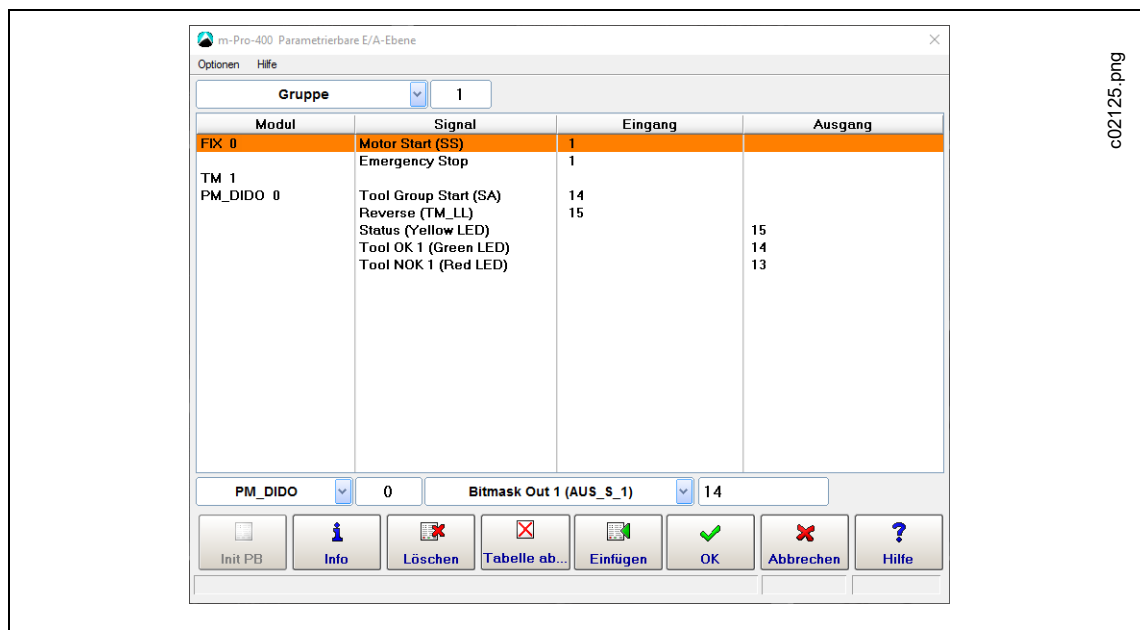 m-Pro-400 Parametrierbare E/A-Ebene
Optionen Hilfe
Gruppe 1
Modul Signal Eingang Ausgang
FIX 0 Motor Start (SS) 1
Emergency Stop 1
TM 1
PM_DIDO 0 Tool Group Start (SA) 14
Reverse (TM_LL) 15
Status (Yellow LED) 15
Tool OK 1 (Green LED) 14
Tool NOK 1 (Red LED) 13
PM_DIDO 0 Bitmask Out 1 (AUS_S_1) 14
Init PB Info Löschen Tabelle ab... Einfügen OK Abbrechen Hilfe
c02125.png